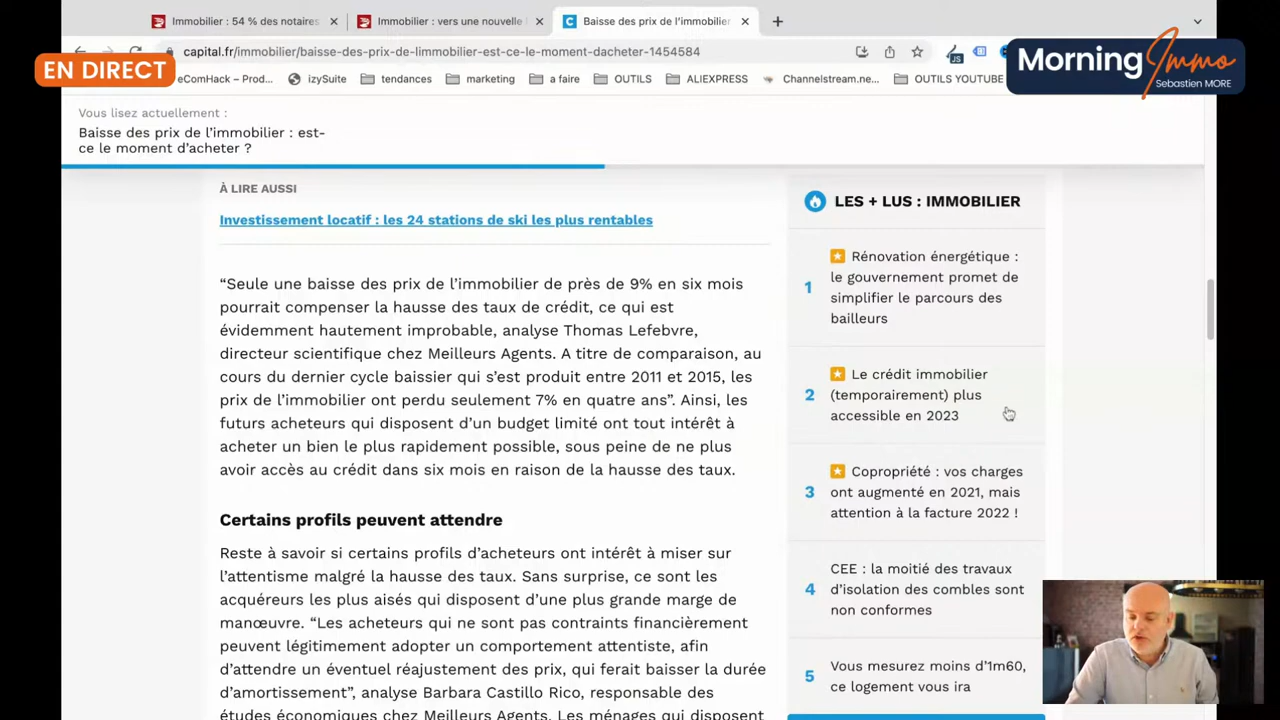 Immobilier : 54 % des notaires
Immobilier : vers une nouvelle
Baisse des prix de l'immobilier
capital.fr/immobilier/baisse-des-prix-de-limmobilier-est-ce-le-moment-dacheter-1454584
EN DIRECT
eComHack – Prod...
izySuite
tendances
marketing
a faire
OUTILS
ALIEXPRESS
Channelstream.ne...
OUTILS YOUTUBE
Morning
Immo
Sebastien MORE
Vous lisez actuellement :
Baisse des prix de l'immobilier : est-
ce le moment d'acheter ?
À LIRE AUSSI
Investissement locatif : les 24 stations de ski les plus rentables
“Seule une baisse des prix de l'immobilier de près de 9% en six mois
pourrait compenser la hausse des taux de crédit, ce qui est
évidemment hautement improbable, analyse Thomas Lefebvre,
directeur scientifique chez Meilleurs Agents. A titre de comparaison, au
cours du dernier cycle baissier qui s'est produit entre 2011 et 2015, les
prix de l'immobilier ont perdu seulement 7% en quatre ans”. Ainsi, les
futurs acheteurs qui disposent d'un budget limité ont tout intérêt à
acheter un bien le plus rapidement possible, sous peine de ne plus
avoir accès au crédit dans six mois en raison de la hausse des taux.
Certains profils peuvent attendre
Reste à savoir si certains profils d'acheteurs ont intérêt à miser sur
l'attentisme malgré la hausse des taux. Sans surprise, ce sont les
acquéreurs les plus aisés qui disposent d'une plus grande marge de
manœuvre. “Les acheteurs qui ne sont pas contraints financièrement
peuvent légitimement adopter un comportement attentiste, afin
d'attendre un éventuel réajustement des prix, qui ferait baisser la durée
d'amortissement”, analyse Barbara Castillo Rico, responsable des
études économiques chez Meilleurs Agents. Les ménages qui disposent
LES + LUS : IMMOBILIER
1
Rénovation énergétique :
le gouvernement promet de
simplifier le parcours des
bailleurs
2
Le crédit immobilier
(temporairement) plus
accessible en 2023
3
Copropriété : vos charges
ont augmenté en 2021, mais
attention à la facture 2022 !
4
CEE : la moitié des travaux
d'isolation des combles sont
non conformes
5
Vous mesurez moins d'1m60,
ce logement vous ira